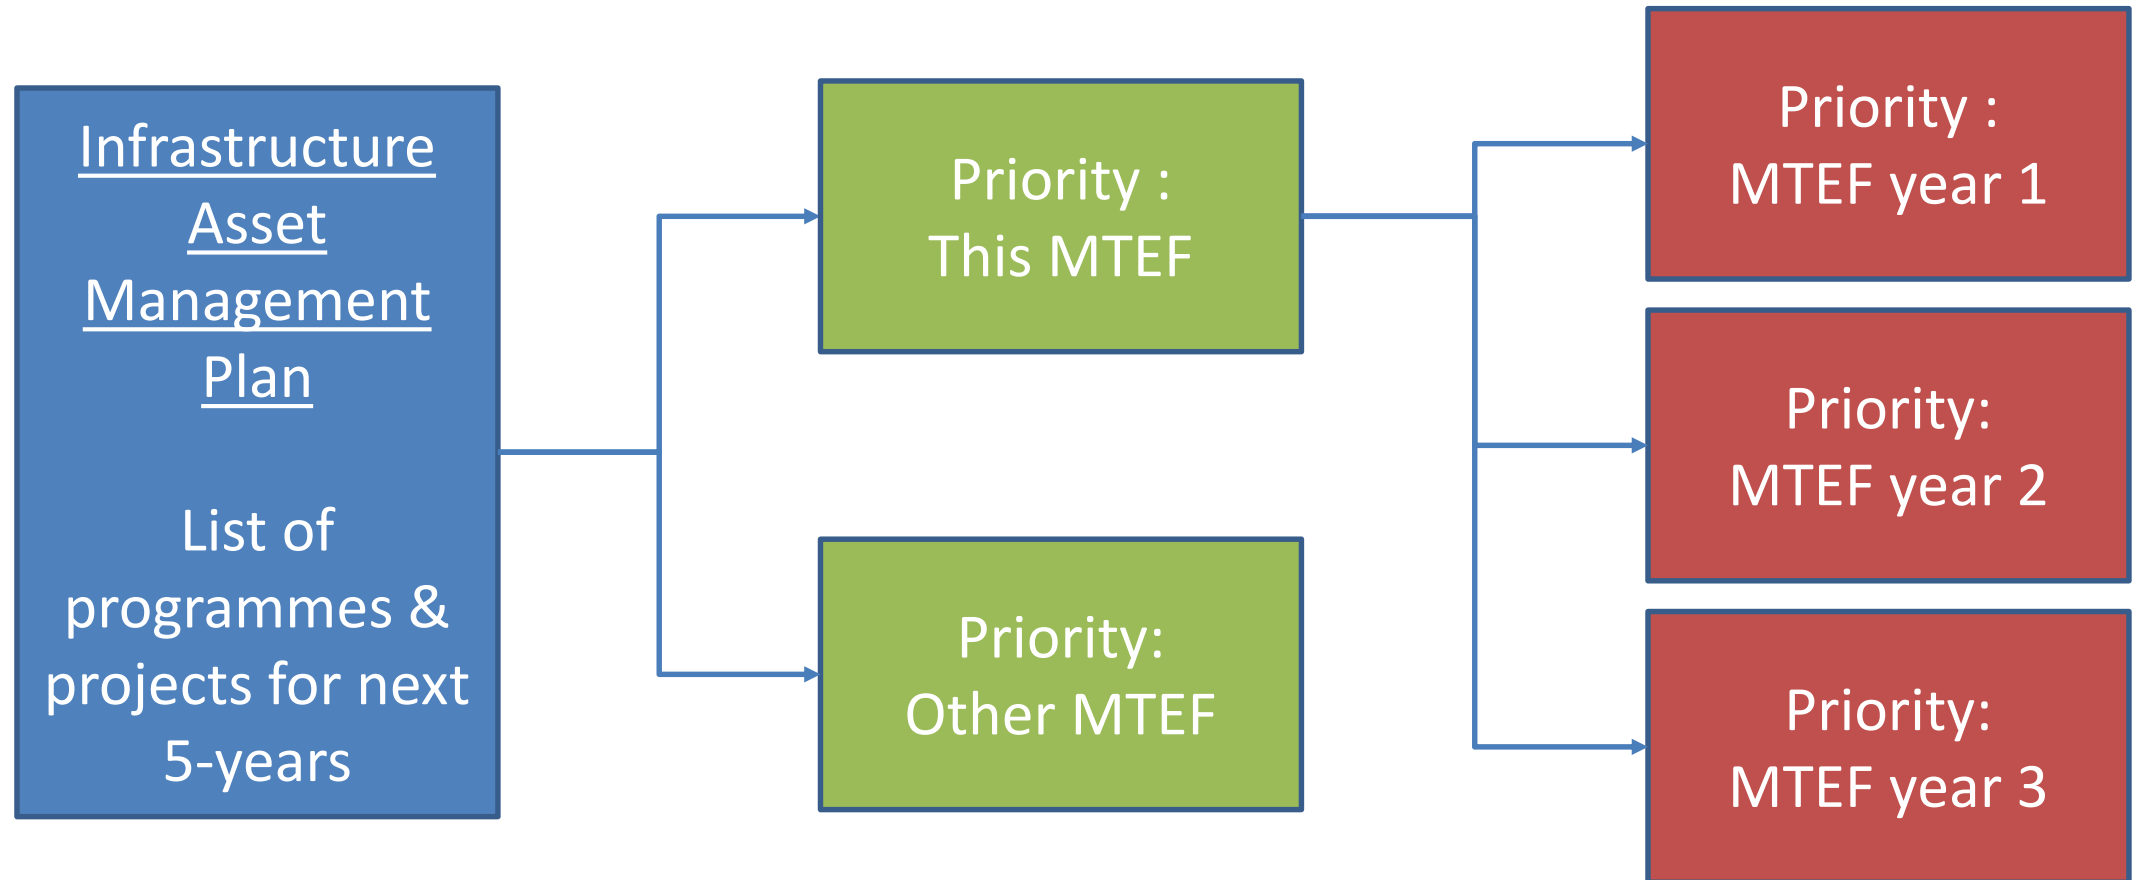 Infrastructure
Asset
Management
Plan
List of
programmes &
projects for next
5-years
Priority :
This MTEF
Priority:
Other MTEF
Priority :
MTEF year 1
Priority:
MTEF year 2
Priority:
MTEF year 3